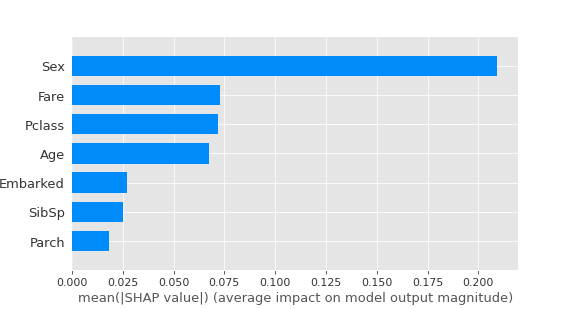 Sex
Fare
Pclass
Age
Embarked
SibSp
Parch
0.000 0.025 0.050 0.075 0.100 0.125 0.150 0.175 0.200
mean(|SHAP value|) (average impact on model output magnitude)